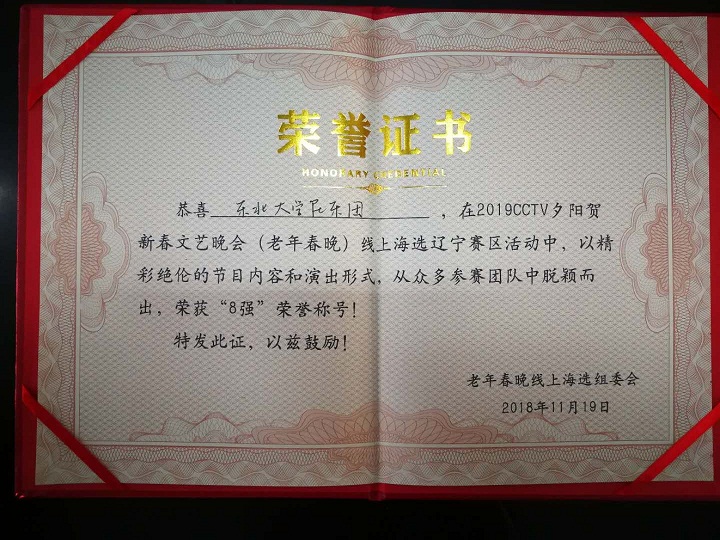 荣誉证书
HONORARY CREDENTIAL
恭喜 东北大学民乐团 ，在2019CCTV夕阳贺
新春文艺晚会（老年春晚）线上海选辽宁赛区活动中，以精
彩绝伦的节目内容和演出形式，从众多参赛团队中脱颖而
出，荣获“8强”荣誉称号！
特发此证，以兹鼓励！
老年春晚线上海选组委会
2018年11月19日